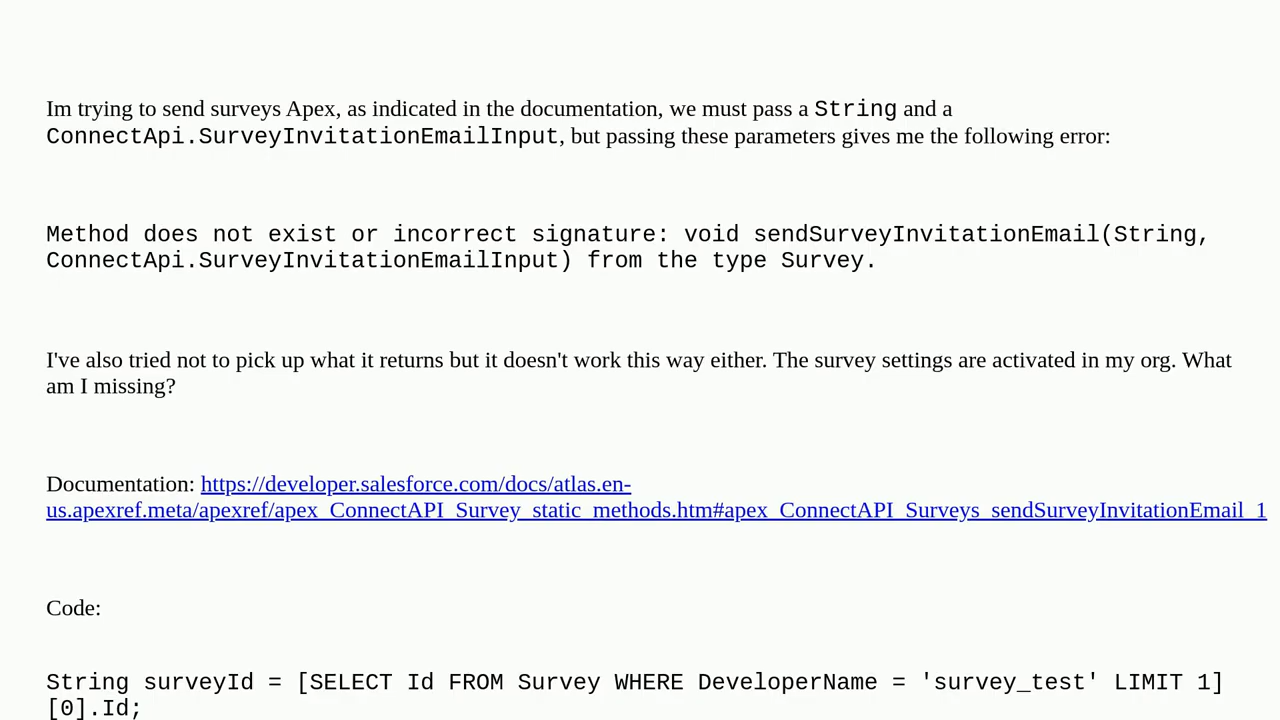 Im trying to send surveys Apex, as indicated in the documentation, we must pass a String and a
ConnectApi.SurveyInvitationEmailInput, but passing these parameters gives me the following error:
Method does not exist or incorrect signature: void sendSurveyInvitationEmail(String,
ConnectApi.SurveyInvitationEmailInput) from the type Survey.
I've also tried not to pick up what it returns but it doesn't work this way either. The survey settings are activated in my org. What
am I missing?
Documentation: https://developer.salesforce.com/docs/atlas.en-
us.apexref.meta/apexref/apex_ConnectAPI_Survey_static_methods.htm#apex_ConnectAPI_Surveys_sendSurveyInvitationEmail_1
Code:
String surveyId = [SELECT Id FROM Survey WHERE DeveloperName = 'survey_test' LIMIT 1]
[0].Id;